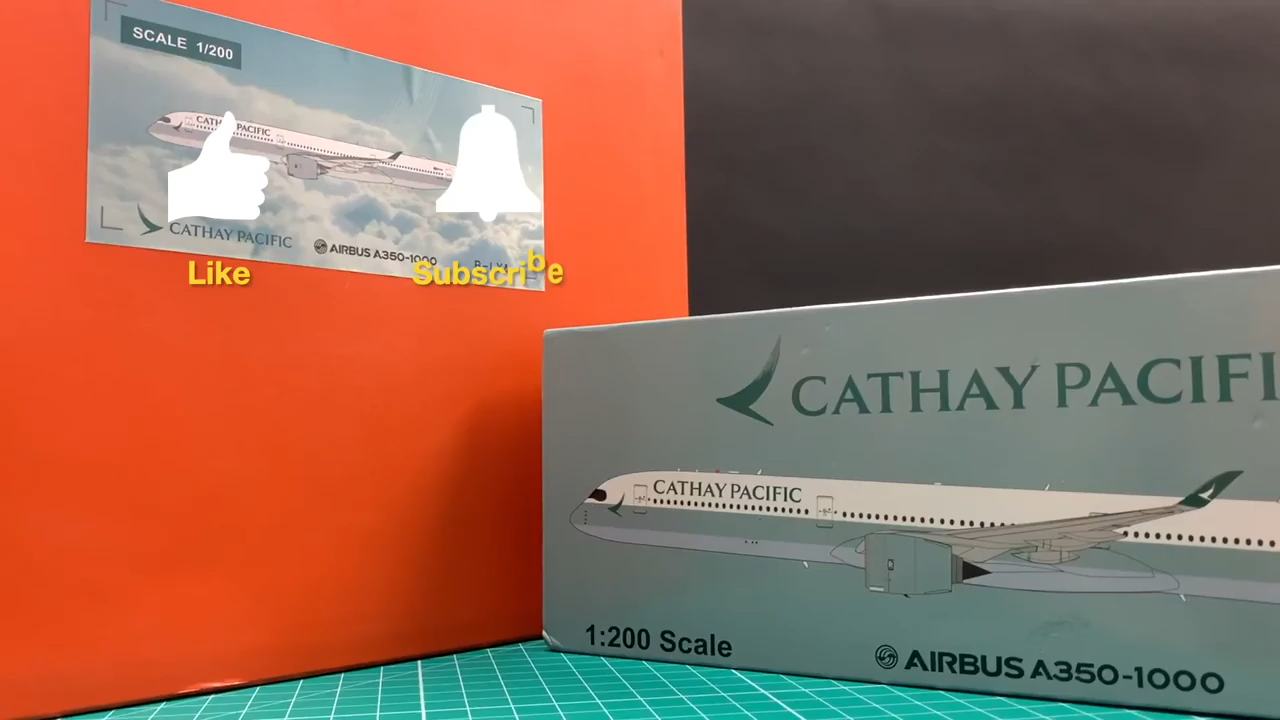 SCALE 1/200
CATHAY PACIFIC
CATHAY PACIFIC
AIRBUS A350-1000
Like
Subscribe
CATHAY PACIFI
CATHAY PACIFIC
1:200 Scale
AIRBUS A350-1000